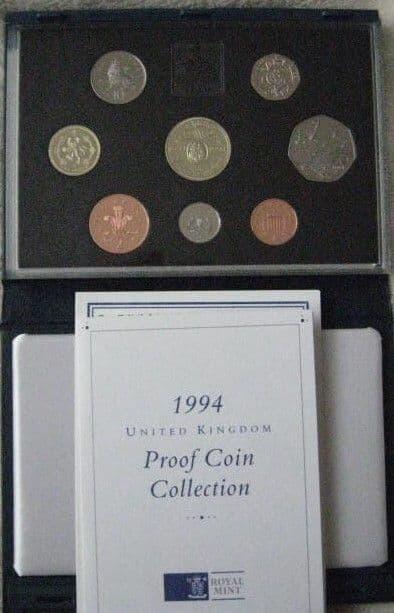 1994
UNITED KINGDOM
Proof Coin
Collection
ROYAL
MINT